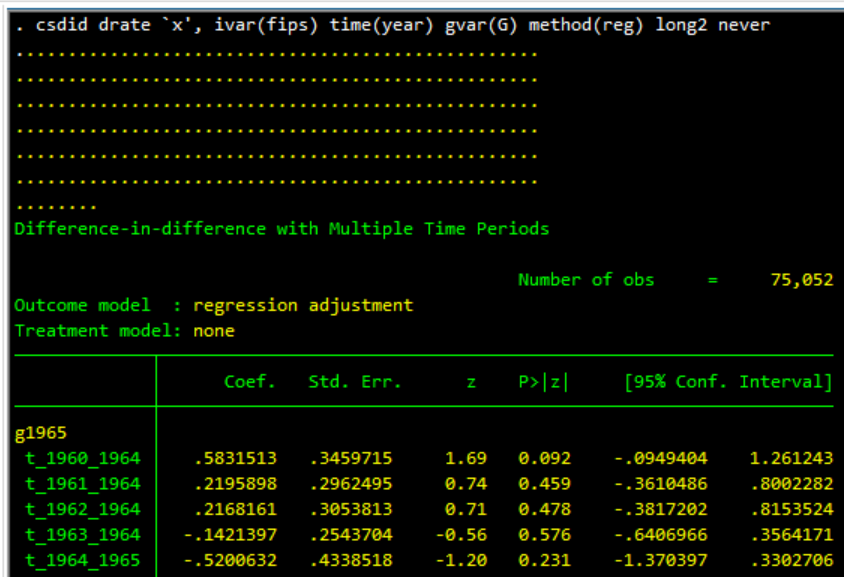 . csdid drate `x', ivar(fips) time(year) gvar(G) method(reg) long2 never
..................................................
..................................................
..................................................
..................................................
..................................................
..................................................
........
Difference-in-difference with Multiple Time Periods
Number of obs = 75,052
Outcome model : regression adjustment
Treatment model: none
Coef. Std. Err. z P>|z| [95% Conf. Interval]
g1965
t_1960_1964 .5831513 .3459715 1.69 0.092 -.0949404 1.261243
t_1961_1964 .2195898 .2962495 0.74 0.459 -.3610486 .8002282
t_1962_1964 .2168161 .3053813 0.71 0.478 -.3817202 .8153524
t_1963_1964 -.1421397 .2543704 -0.56 0.576 -.6406966 .3564171
t_1964_1965 -.5200632 .4338518 -1.20 0.231 -1.370397 .3302706